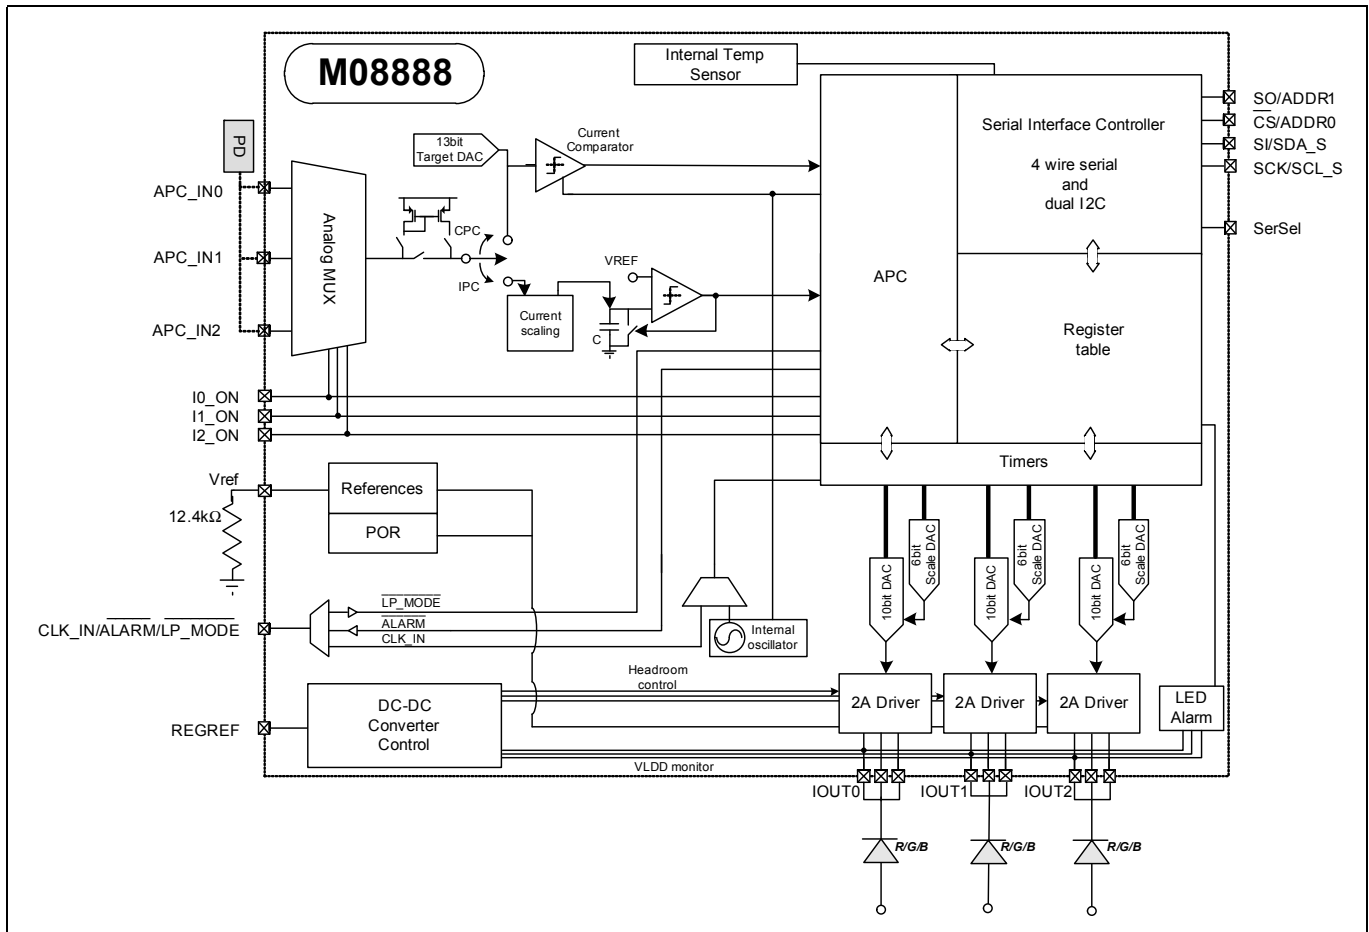 M08888
Internal Temp
Sensor
PD
SO/ADDR1
CS/ADDR0
SI/SDA_S
SCK/SCL_S
SerSel
Serial Interface Controller
4 wire serial
and
dual I2C
13bit
Target DAC
Current
Comparator
APC_IN0
APC_IN1
APC_IN2
Analog MUX
CPC
IPC
VREF
Current
scaling
C
APC
Register
table
I0_ON
I1_ON
I2_ON
Timers
Vref
12.4kΩ
References
POR
6bit
Scale DAC
10bit DAC
6bit
Scale DAC
10bit DAC
6bit
Scale DAC
10bit DAC
LP_MODE
ALARM
CLK_IN
CLK_IN/ALARM/LP_MODE
Internal
oscillator
Headroom
control
DC-DC
Converter
Control
REGREF
2A Driver
2A Driver
2A Driver
LED
Alarm
VLDD monitor
IOUT0
IOUT1
IOUT2
R/G/B
R/G/B
R/G/B